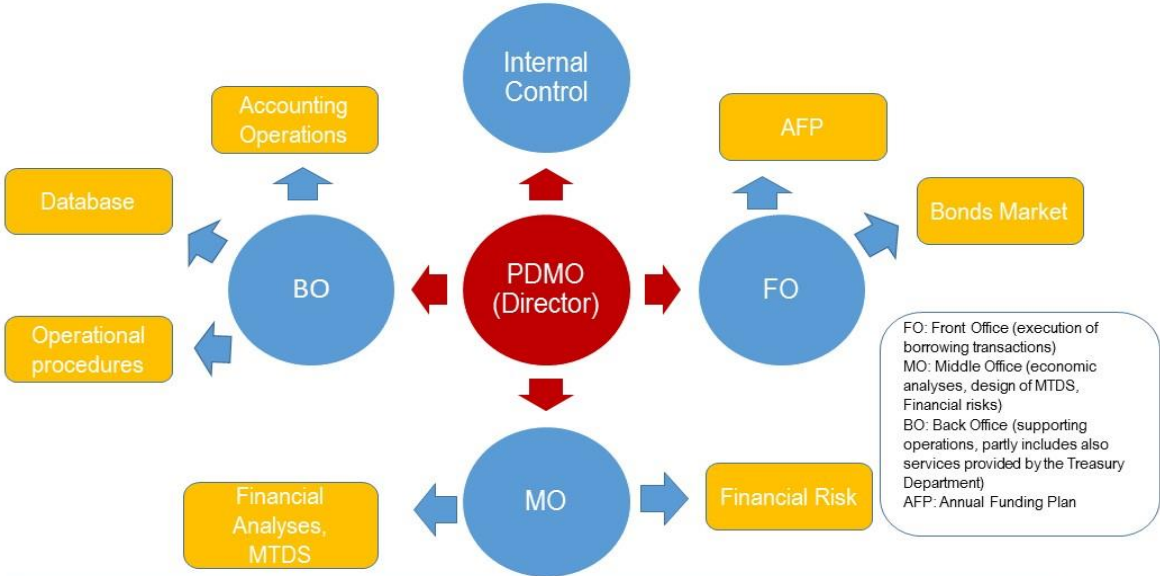 Internal
Control
Accounting
Operations
AFP
Database
Bonds Market
BO
PDMO
(Director)
FO
Operational
procedures
FO: Front Office (execution of
borrowing transactions)
MO: Middle Office (economic
analyses, design of MTDS,
Financial risks)
BO: Back Office (supporting
operations, partly includes also
services provided by the Treasury
Department)
AFP: Annual Funding Plan
Financial
Analyses,
MTDS
MO
Financial Risk